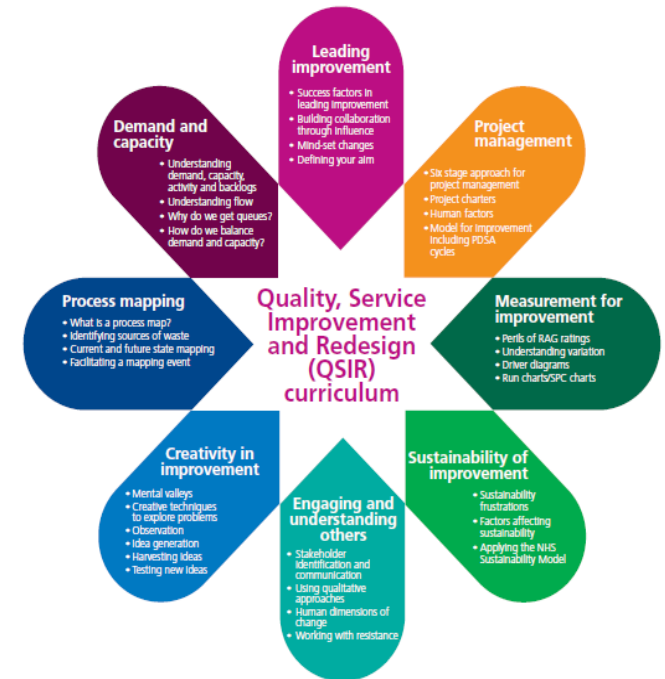 Leading
improvement
• Success factors in
leading improvement
• Building collaboration
through influence
• Mind-set changes
• Defining your aim
Project
management
• Six stage approach for
project management
• Project charters
• Human factors
• Model for improvement
including PDSA
cycles
Measurement for
improvement
• Perils of RAG ratings
• Understanding variation
• Driver diagrams
• Run charts/SPC charts
Sustainability of
improvement
• Sustainability
frustrations
• Factors affecting
sustainability
• Applying the NHS
Sustainability Model
Engaging and
understanding
others
• Stakeholder
identification and
communication
• Using qualitative
approaches
• Human dimensions of
change
• Working with resistance
Creativity in
improvement
• Mental valleys
• Creative techniques
to explore problems
• Observation
• Idea generation
• Harvesting ideas
• Testing new ideas
Process mapping
• What is a process map?
• Identifying sources of waste
• Current and future state mapping
• Facilitating a mapping event
Demand and
capacity
• Understanding
demand, capacity,
activity and backlogs
• Understanding flow
• Why do we get queues?
• How do we balance
demand and capacity?
Quality, Service
Improvement
and Redesign
(QSIR)
curriculum